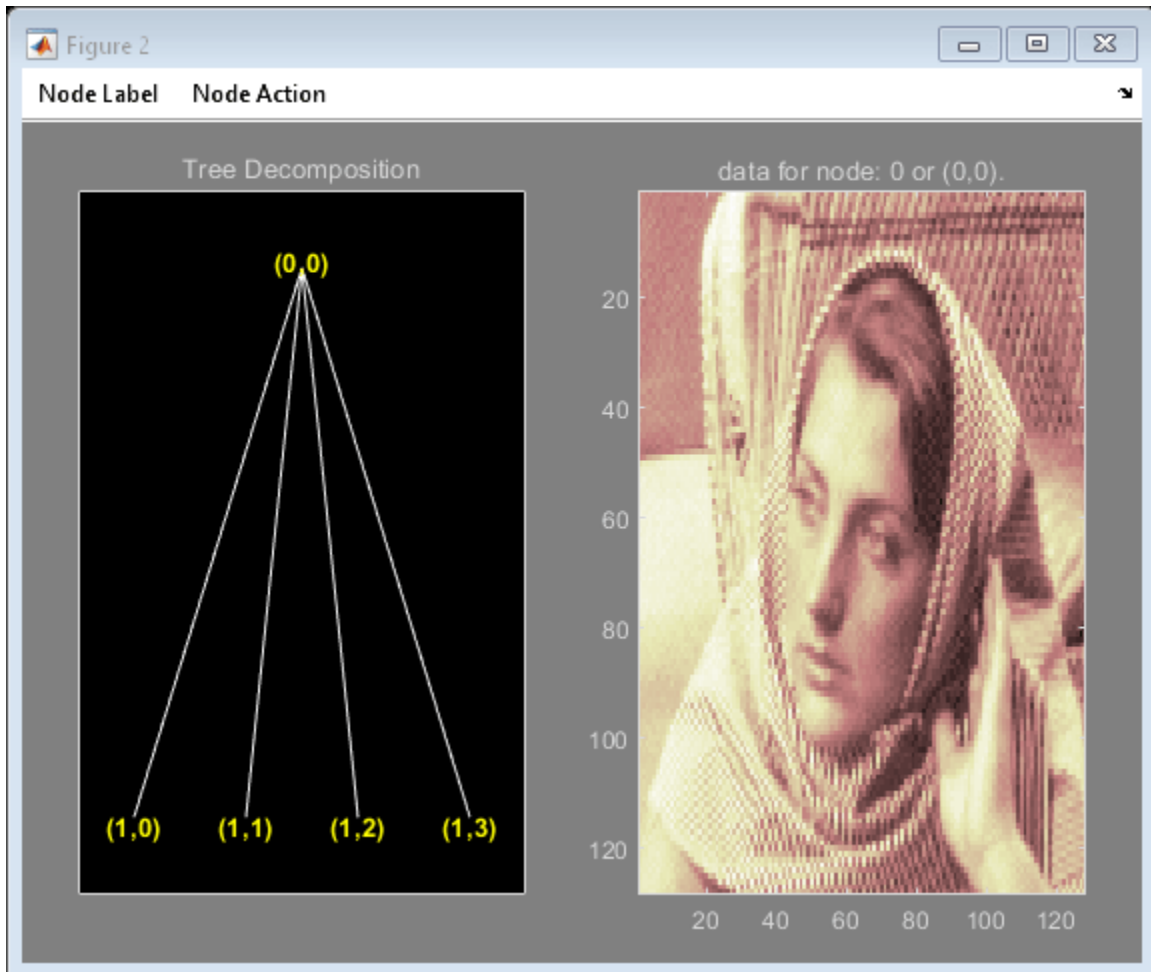 Figure 2
Node Label Node Action
Tree Decomposition
(0,0)
(1,0) (1,1) (1,2) (1,3)
data for node: 0 or (0,0).
20
40
60
80
100
120
20 40 60 80 100 120